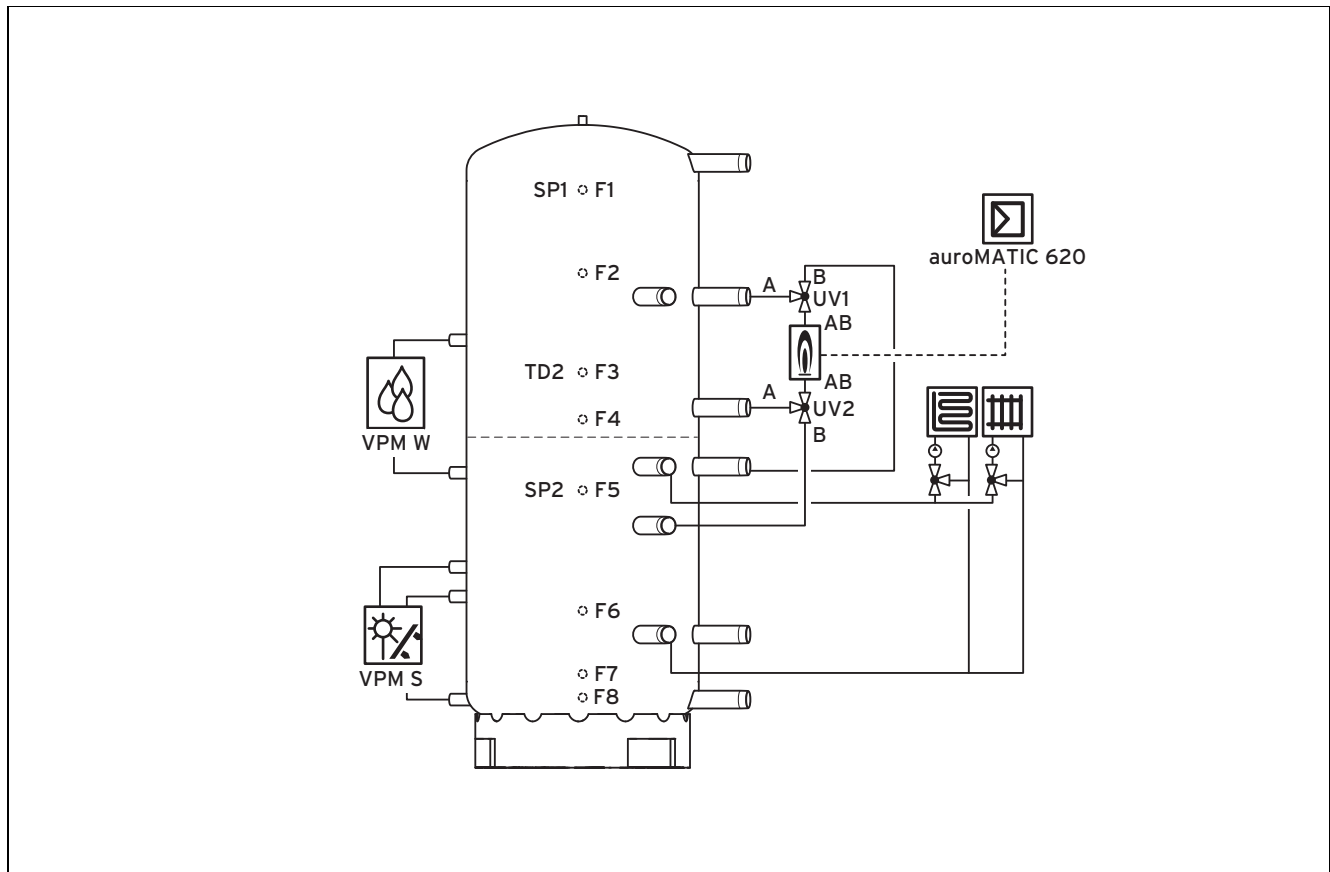 SP1 F1
auroMATIC 620
F2
A
B
UV1
AB
TD2 F3
AB
A
UV2
F4
B
VPM W
SP2 F5
F6
VPM S
F7
F8